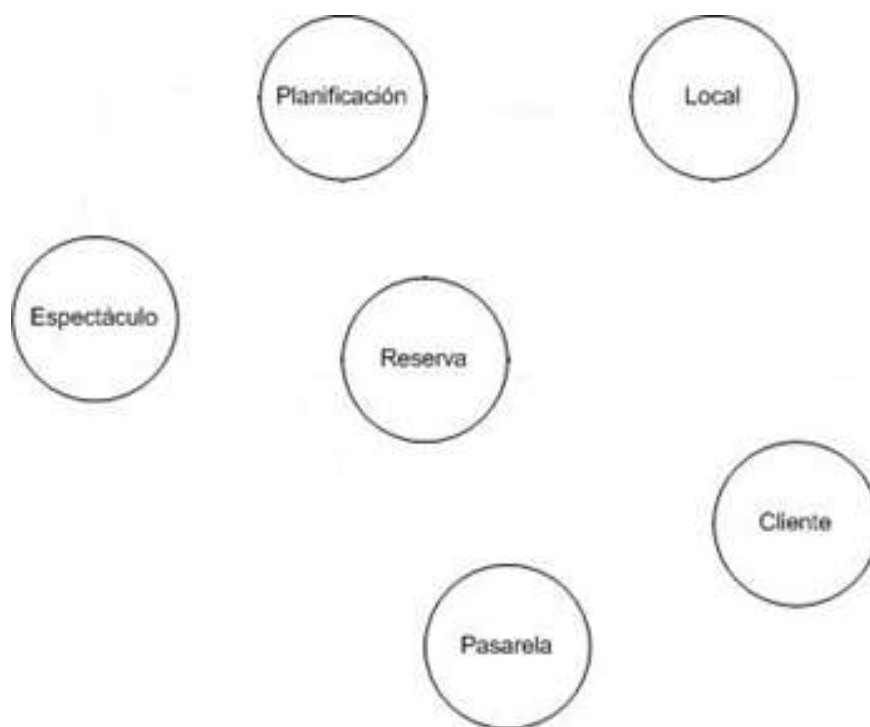 Planificación
Local
Espectáculo
Reserva
Cliente
Pasarela